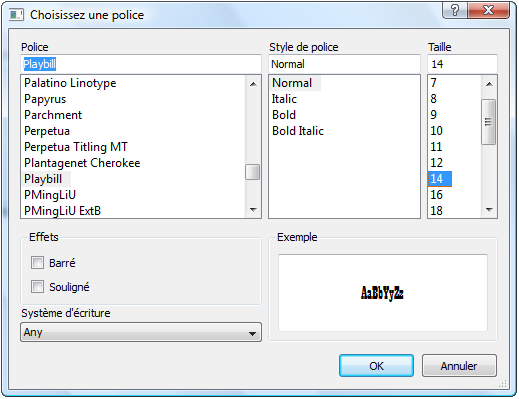 Choisissez une police
Police
Playbill
Palatino Linotype
Papyrus
Parchment
Perpetua
Perpetua Titling MT
Plantagenet Cherokee
Playbill
PMingLiU
PMingLiU ExtB
Style de police
Normal
Normal
Italic
Bold
Bold Italic
Taille
14
7
8
9
10
11
12
14
16
18
Effets
Barré
Souligné
Système d'écriture
Any
Exemple
AaBbYyZz
OK
Annuler